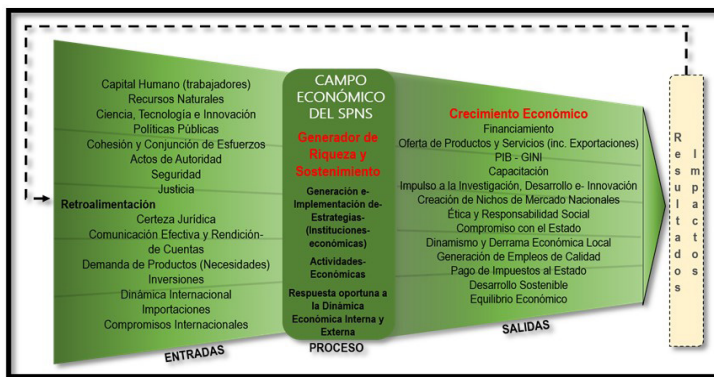 Capital Humano (trabajadores)
Recursos Naturales
Ciencia, Tecnología e Innovación
Políticas Públicas
Cohesión y Conjunción de Esfuerzos
Actos de Autoridad
Seguridad
Justicia
Retroalimentación
Certeza Jurídica
Comunicación Efectiva y Rendición-
de Cuentas
Demanda de Productos (Necesidades)
Inversiones
Dinámica Internacional
Importaciones
Compromisos Internacionales
ENTRADAS
CAMPO
ECONÓMICO
DEL SPNS
Generador de
Riqueza y
Sostenimiento
Generación e-
Implementación de-
Estrategias-
(Instituciones-
económicas)
Actividades-
Económicas
Respuesta oportuna a
la Dinámica
Económica Interna y
Externa
PROCESO
Crecimiento Económico
Financiamiento
Oferta de Productos y Servicios (inc. Exportaciones)
PIB - GINI
Capacitación
Impulso a la Investigación, Desarrollo e- Innovación
Creación de Nichos de Mercado Nacionales
Ética y Responsabilidad Social
Compromiso con el Estado
Dinamismo y Derrama Económica Local
Generación de Empleos de Calidad
Pago de Impuestos al Estado
Desarrollo Sostenible
Equilibrio Económico
SALIDAS
Resultados
Impactos